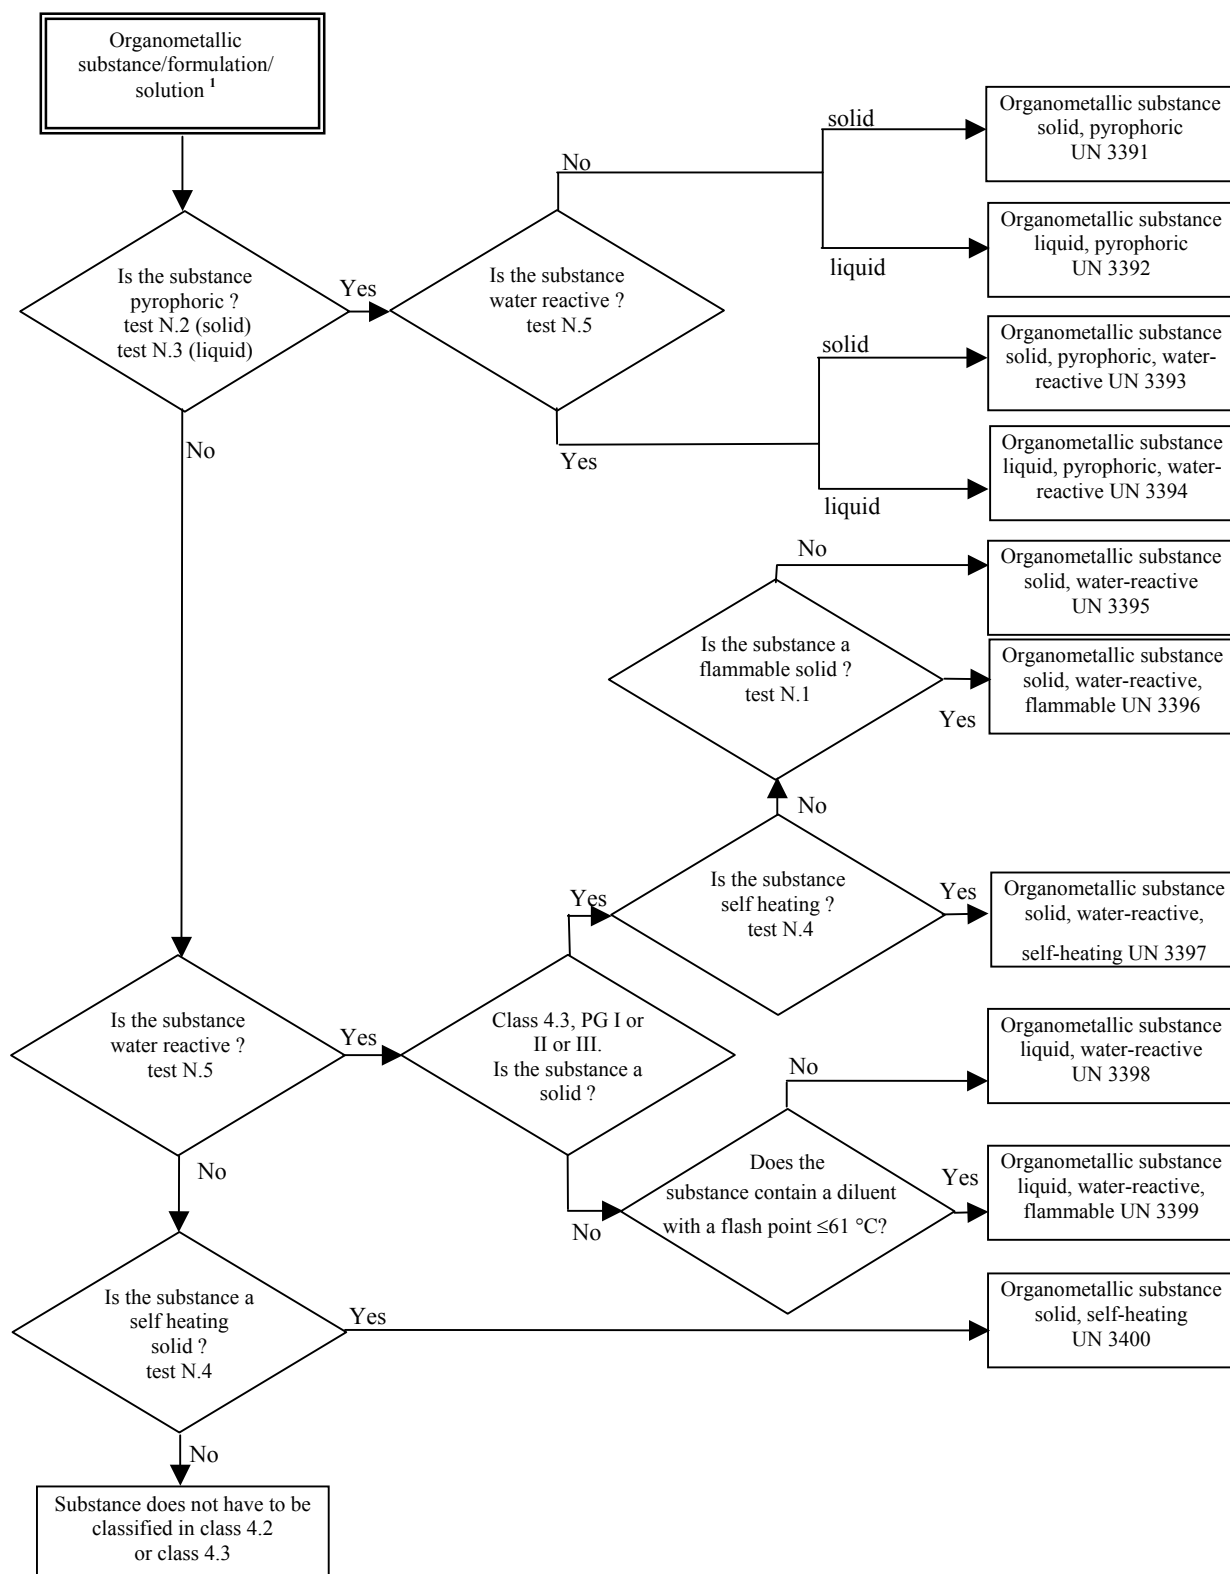 Organometallic
substance/formulation/
solution 1
Is the substance
pyrophoric ?
test N.2 (solid)
test N.3 (liquid)
Yes
Is the substance
water reactive ?
test N.5
No
solid
Organometallic substance
solid, pyrophoric
UN 3391
liquid
Organometallic substance
liquid, pyrophoric
UN 3392
Yes
solid
Organometallic substance
solid, pyrophoric, water-
reactive UN 3393
liquid
Organometallic substance
liquid, pyrophoric, water-
reactive UN 3394
No
No
Organometallic substance
solid, water-reactive
UN 3395
Is the substance a
flammable solid ?
test N.1
Yes
Organometallic substance
solid, water-reactive,
flammable UN 3396
No
Is the substance
self heating ?
test N.4
Yes
Organometallic substance
solid, water-reactive,
self-heating UN 3397
Yes
Is the substance
water reactive ?
test N.5
Yes
Class 4.3, PG I or
II or III.
Is the substance a
solid ?
No
Organometallic substance
liquid, water-reactive
UN 3398
No
Does the
substance contain a diluent
with a flash point ≤61 °C?
Yes
Organometallic substance
liquid, water-reactive,
flammable UN 3399
No
Is the substance a
self heating
solid ?
test N.4
Yes
Organometallic substance
solid, self-heating
UN 3400
No
Substance does not have to be
classified in class 4.2
or class 4.3